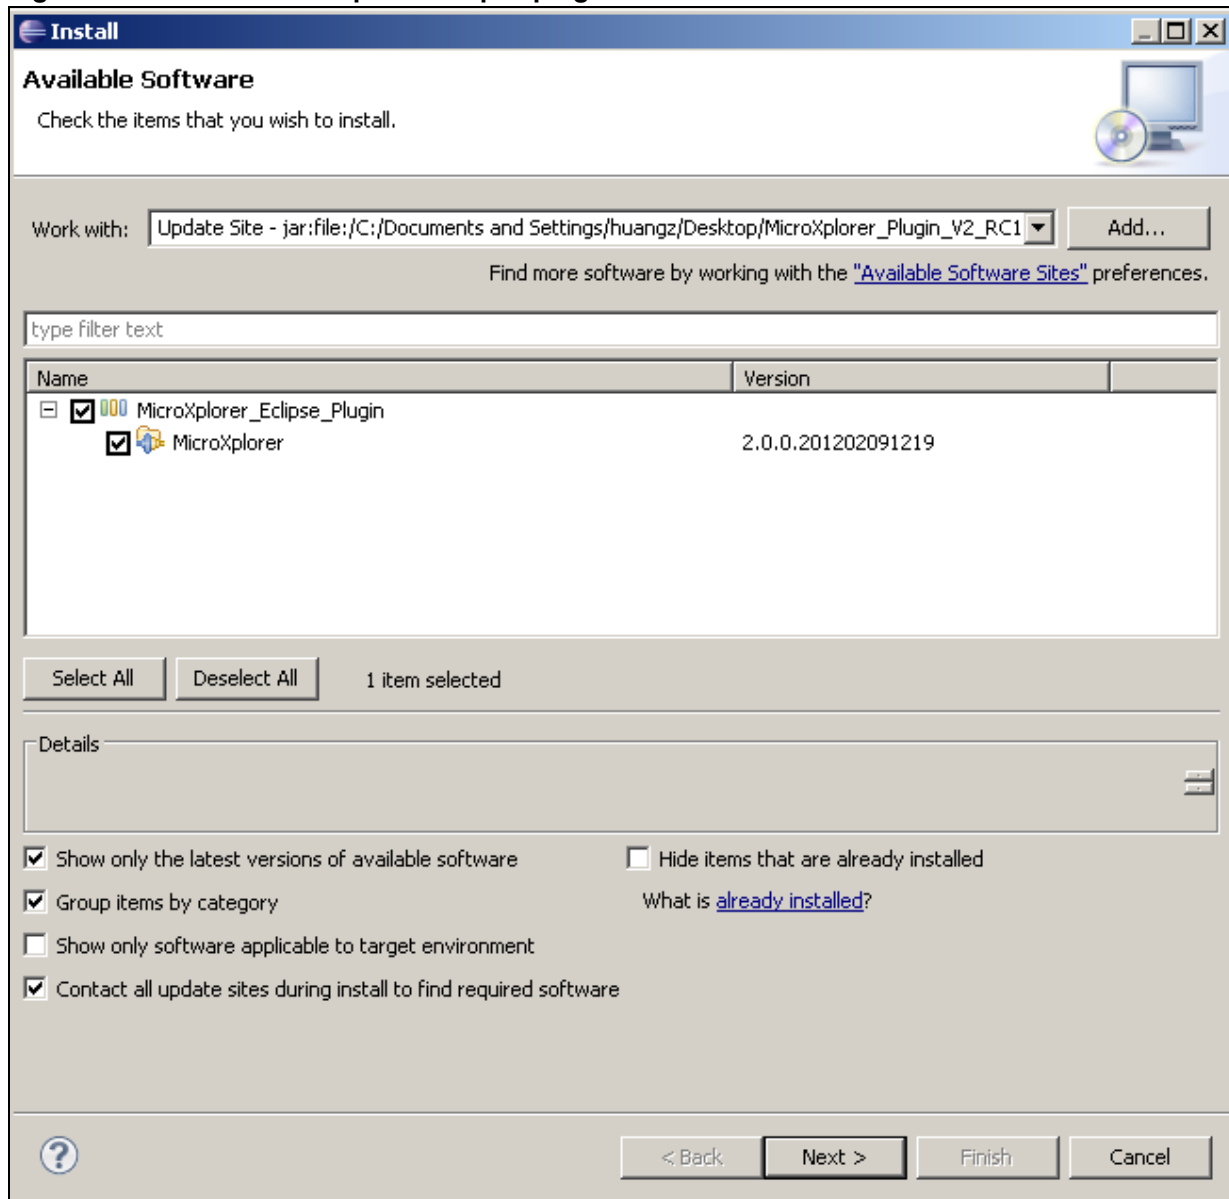 Install
Available Software
Check the items that you wish to install.
Work with: Update Site - jar:file:/C:/Documents and Settings/huangz/Desktop/MicroXplorer_Plugin_V2_RC1 Add...
Find more software by working with the "Available Software Sites" preferences.
type filter text
Name Version
MicroXplorer_Eclipse_Plugin
MicroXplorer 2.0.0.201202091219
Select All Deselect All 1 item selected
Details
Show only the latest versions of available software Hide items that are already installed
Group items by category What is already installed?
Show only software applicable to target environment
Contact all update sites during install to find required software
? < Back Next > Finish Cancel